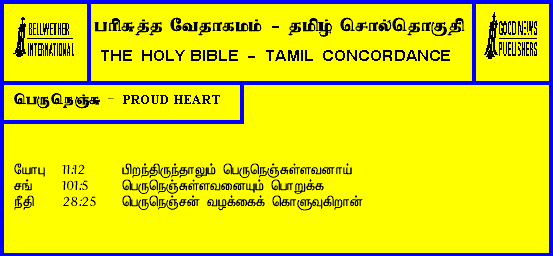 BELLWETHER
INTERNATIONAL
பரிசுத்த வேதாகமம் - தமிழ் சொல்தொகுதி
THE HOLY BIBLE - TAMIL CONCORDANCE
GOOD NEWS
PUBLISHERS
பெருநெஞ்சு - PROUD HEART
யோபு 11:12 பிறந்திருந்தாலும் பெருநெஞ்சுள்ளவனாய்
சங் 101:5 பெருநெஞ்சுள்ளவனையும் பொறுக்க
நீதி 28:25 பெருநெஞ்சன் வழக்கைக் கொளுவுகிறான்